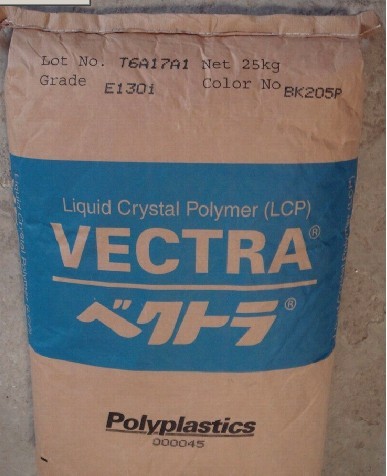 Lot No. T6A17A1 Net 25kg
Grade E130i Color No BK205P
Liquid Crystal Polymer (LCP)
VECTRA®
ベクトラ®
Polyplastics
000045